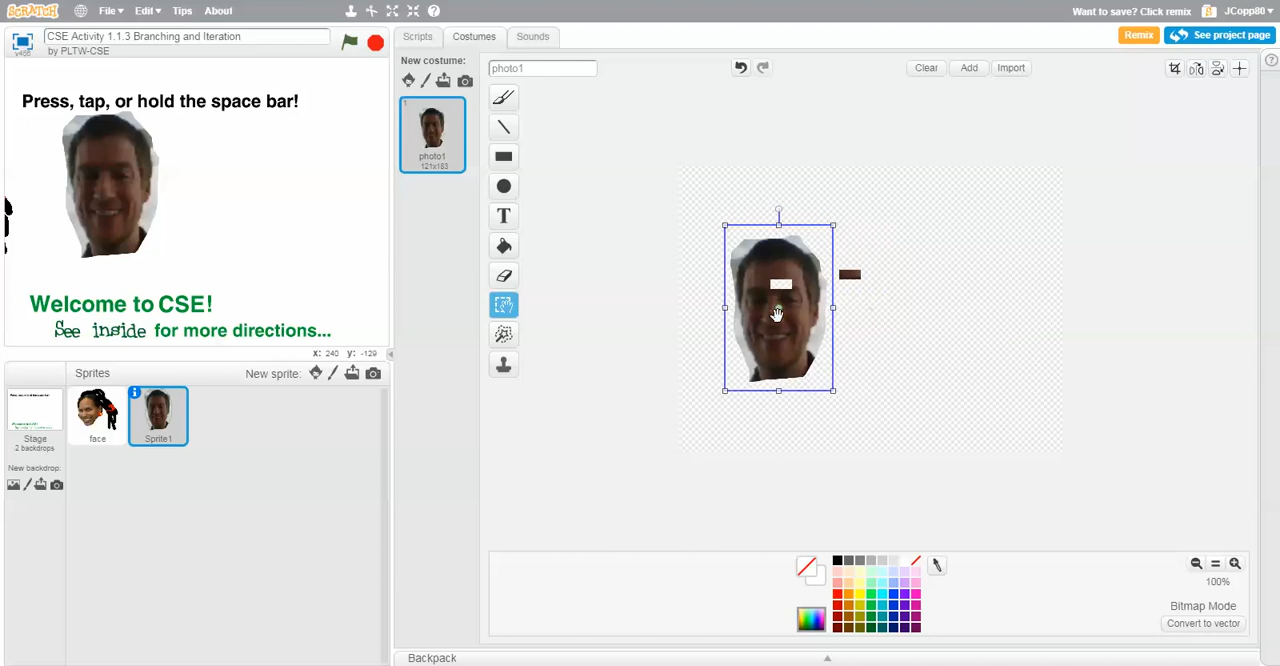 SCRATCH File Edit Tips About Want to save? Click remix JCopp80
v466 CSE Activity 1.1.3 Branching and Iteration
by PLTW-CSE
Scripts Costumes Sounds Remix See project page
New costume: photo1 Clear Add Import
Press, tap, or hold the space bar!
1
photo1
121x183
T
Welcome to CSE!
See inside for more directions...
x: 240 y: -129
Sprites New sprite:
Stage
2 backdrops
face Sprite1
New backdrop:
100%
Bitmap Mode
Convert to vector
Backpack